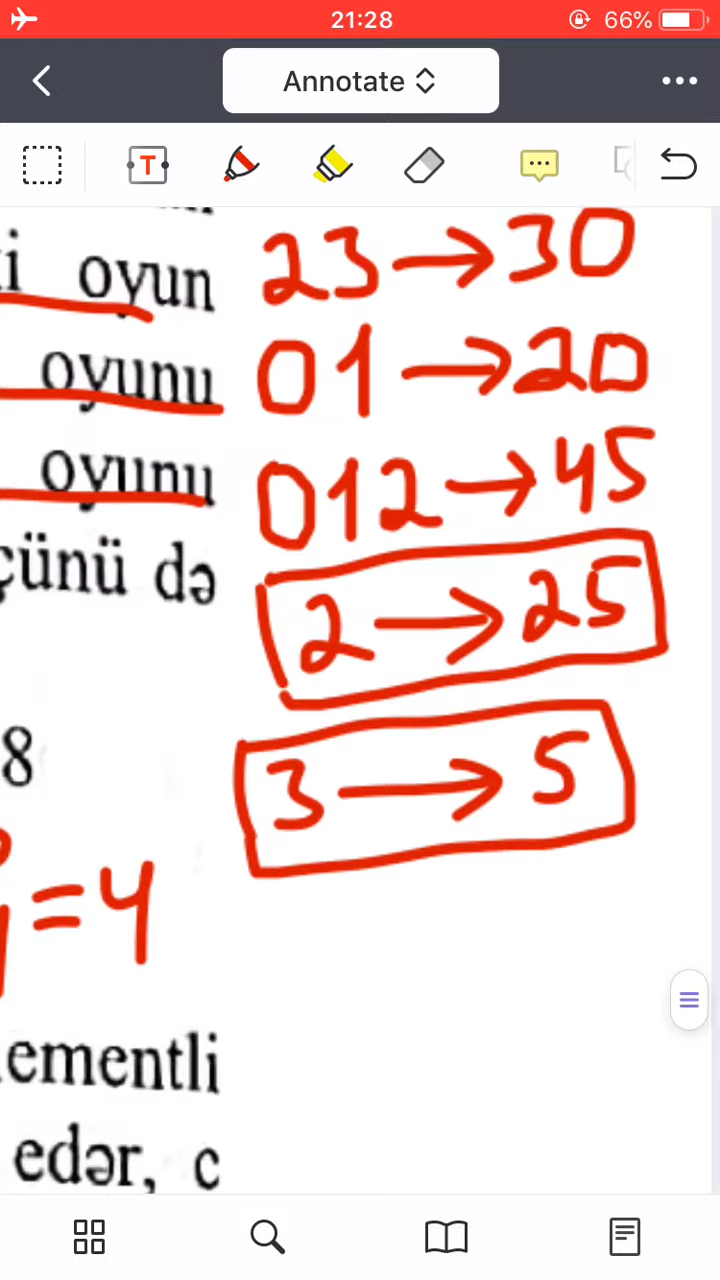 21:28
66%
Annotate
T
oyun 23→30
oyunu 01→20
oyunu 012→45
də 2→25
3→5
8
=4
ementli
edər, c